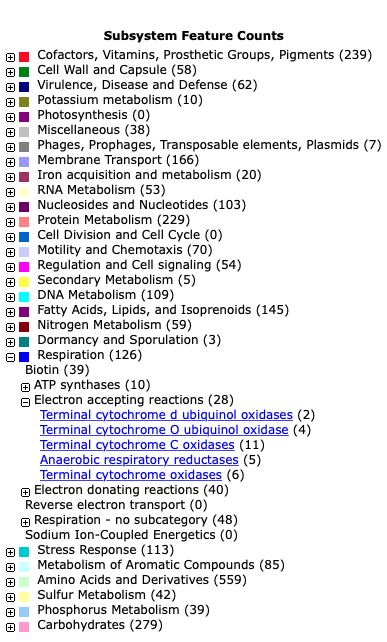 Subsystem Feature Counts
Cofactors, Vitamins, Prosthetic Groups, Pigments (239)
Cell Wall and Capsule (58)
Virulence, Disease and Defense (62)
Potassium metabolism (10)
Photosynthesis (0)
Miscellaneous (38)
Phages, Prophages, Transposable elements, Plasmids (7)
Membrane Transport (166)
Iron acquisition and metabolism (20)
RNA Metabolism (53)
Nucleosides and Nucleotides (103)
Protein Metabolism (229)
Cell Division and Cell Cycle (0)
Motility and Chemotaxis (70)
Regulation and Cell signaling (54)
Secondary Metabolism (5)
DNA Metabolism (109)
Fatty Acids, Lipids, and Isoprenoids (145)
Nitrogen Metabolism (59)
Dormancy and Sporulation (3)
Respiration (126)
Biotin (39)
ATP synthases (10)
Electron accepting reactions (28)
Terminal cytochrome d ubiquinol oxidases (2)
Terminal cytochrome O ubiquinol oxidase (4)
Terminal cytochrome C oxidases (11)
Anaerobic respiratory reductases (5)
Terminal cytochrome oxidases (6)
Electron donating reactions (40)
Reverse electron transport (0)
Respiration - no subcategory (48)
Sodium Ion-Coupled Energetics (0)
Stress Response (113)
Metabolism of Aromatic Compounds (85)
Amino Acids and Derivatives (559)
Sulfur Metabolism (42)
Phosphorus Metabolism (39)
Carbohydrates (279)